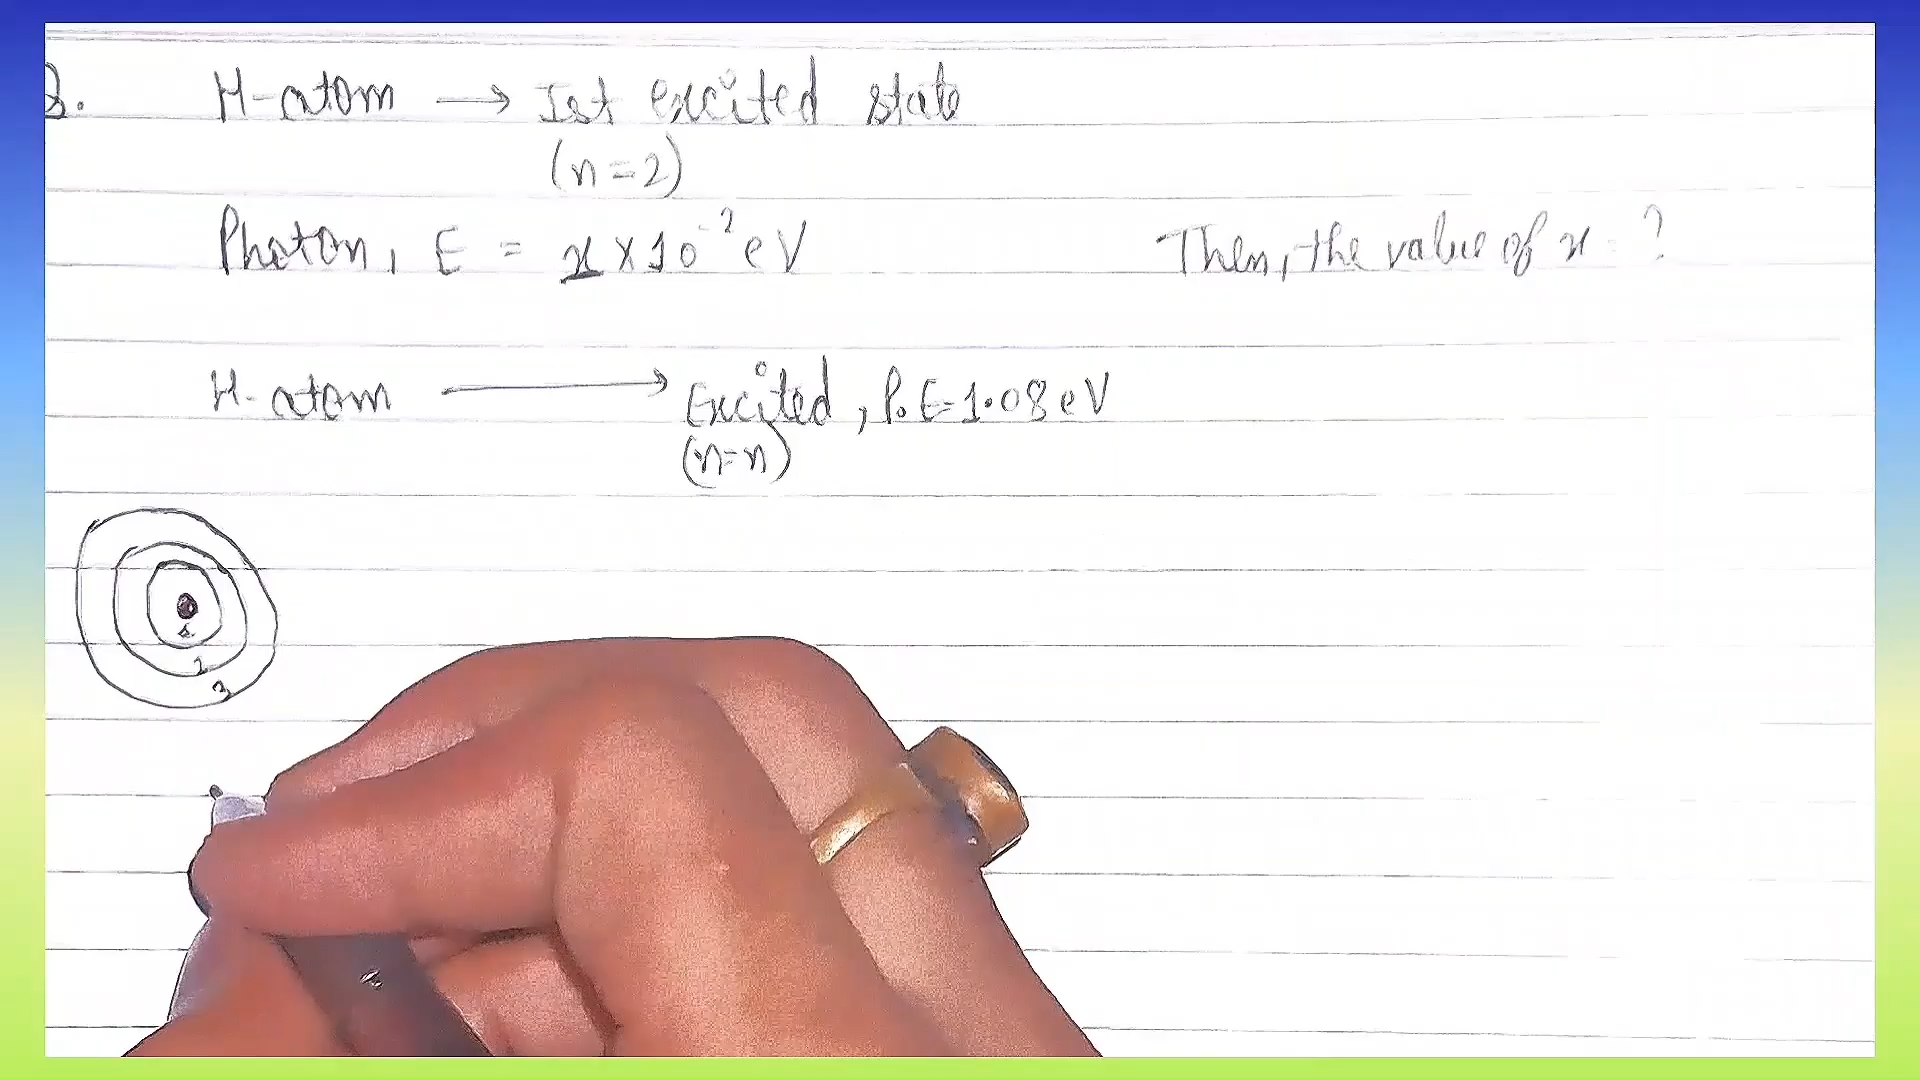 3. H-atom → Ist excited state
(n=2)
Photon, E = x×10⁻² eV Then, the value of x = ?
H-atom → Excited, P.E=1.08 eV
(n=n)
1
2
3